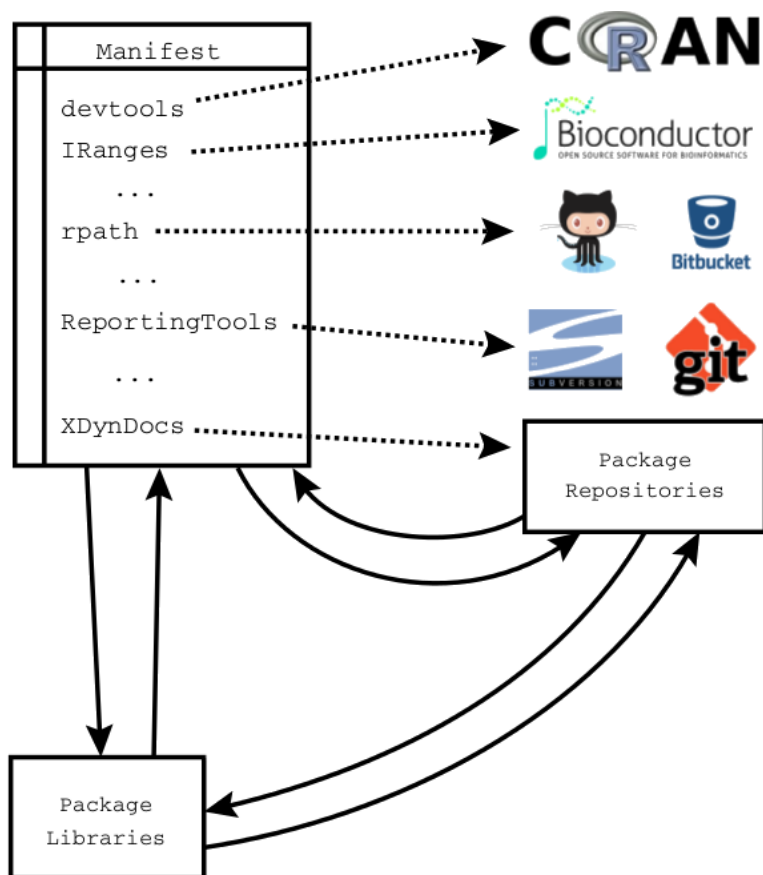 Manifest
devtools
IRanges
...
rpath
...
ReportingTools
...
XDynDocs
CRAN
Bioconductor
OPEN SOURCE SOFTWARE FOR BIOINFORMATICS
Bitbucket
SUBVERSION
git
Package
Repositories
Package
Libraries